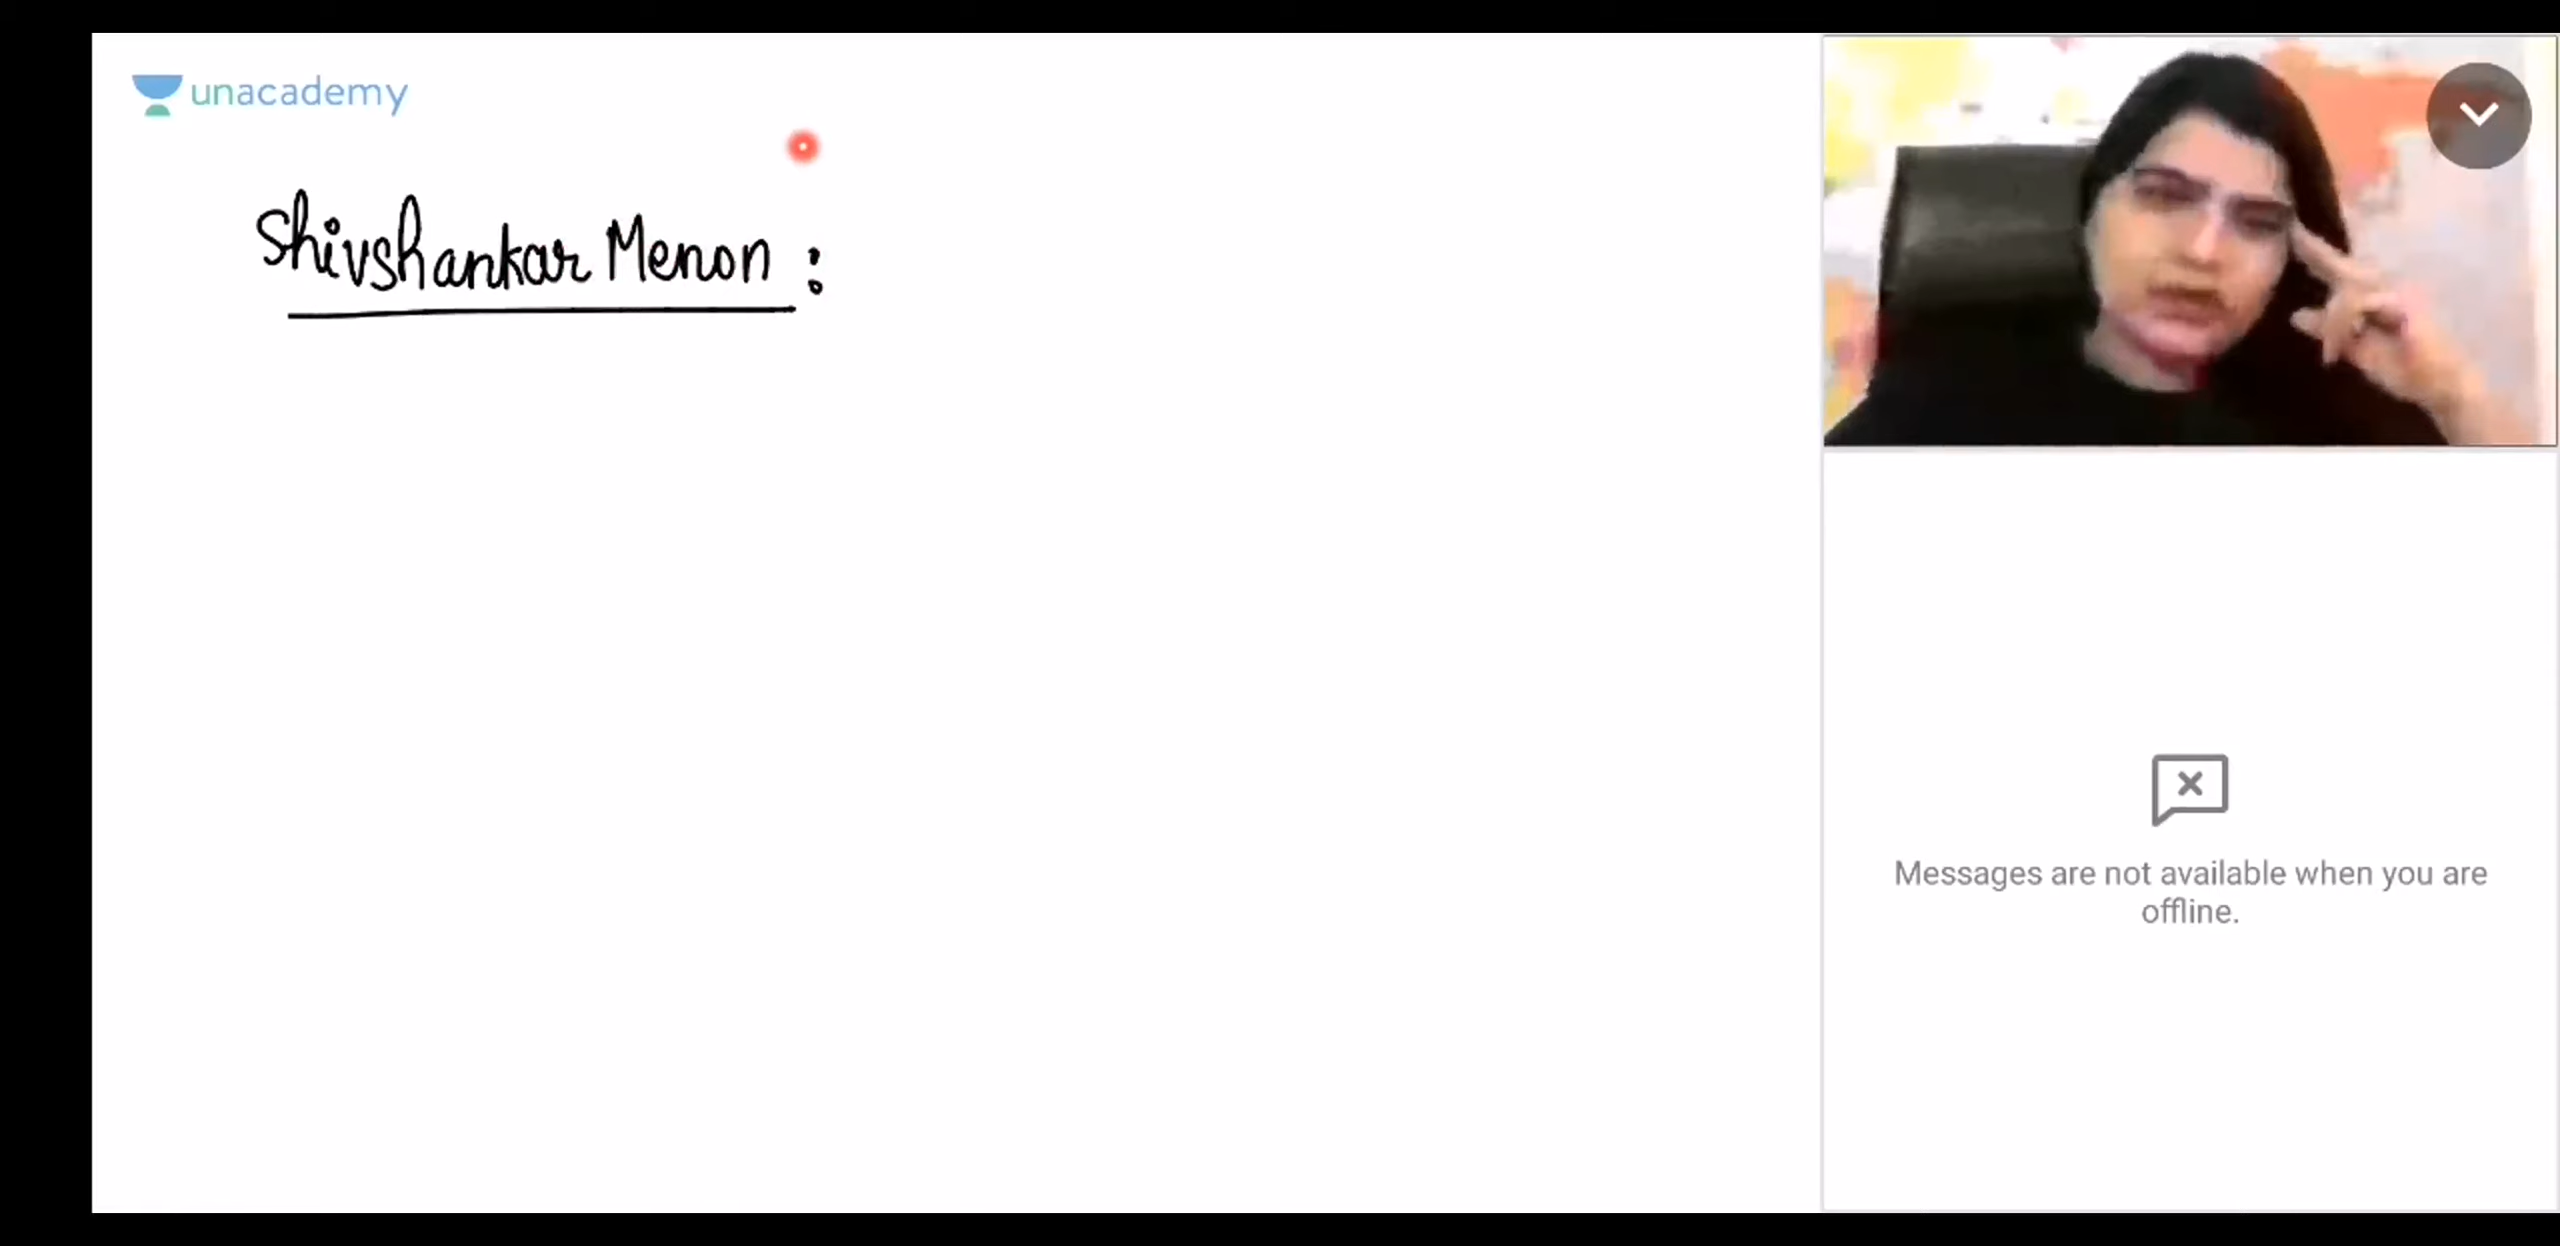 unacademy
Shivshankar Menon :
Messages are not available when you are
offline.